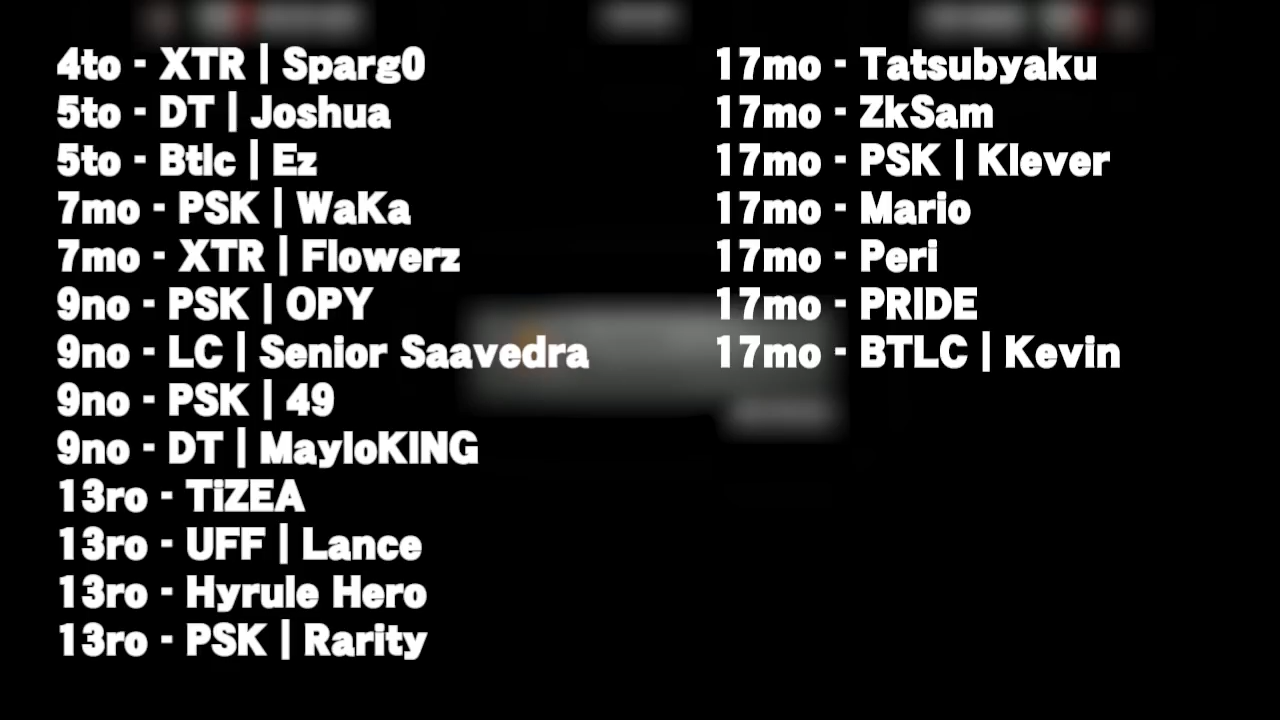 4to - XTR | Sparg0
5to - DT | Joshua
5to - Btlc | Ez
7mo - PSK | WaKa
7mo - XTR | Flowerz
9no - PSK | OPY
9no - LC | Senior Saavedra
9no - PSK | 49
9no - DT | MayloKING
13ro - TiZEA
13ro - UFF | Lance
13ro - Hyrule Hero
13ro - PSK | Rarity
17mo - Tatsubyaku
17mo - ZkSam
17mo - PSK | Klever
17mo - Mario
17mo - Peri
17mo - PRIDE
17mo - BTLC | Kevin